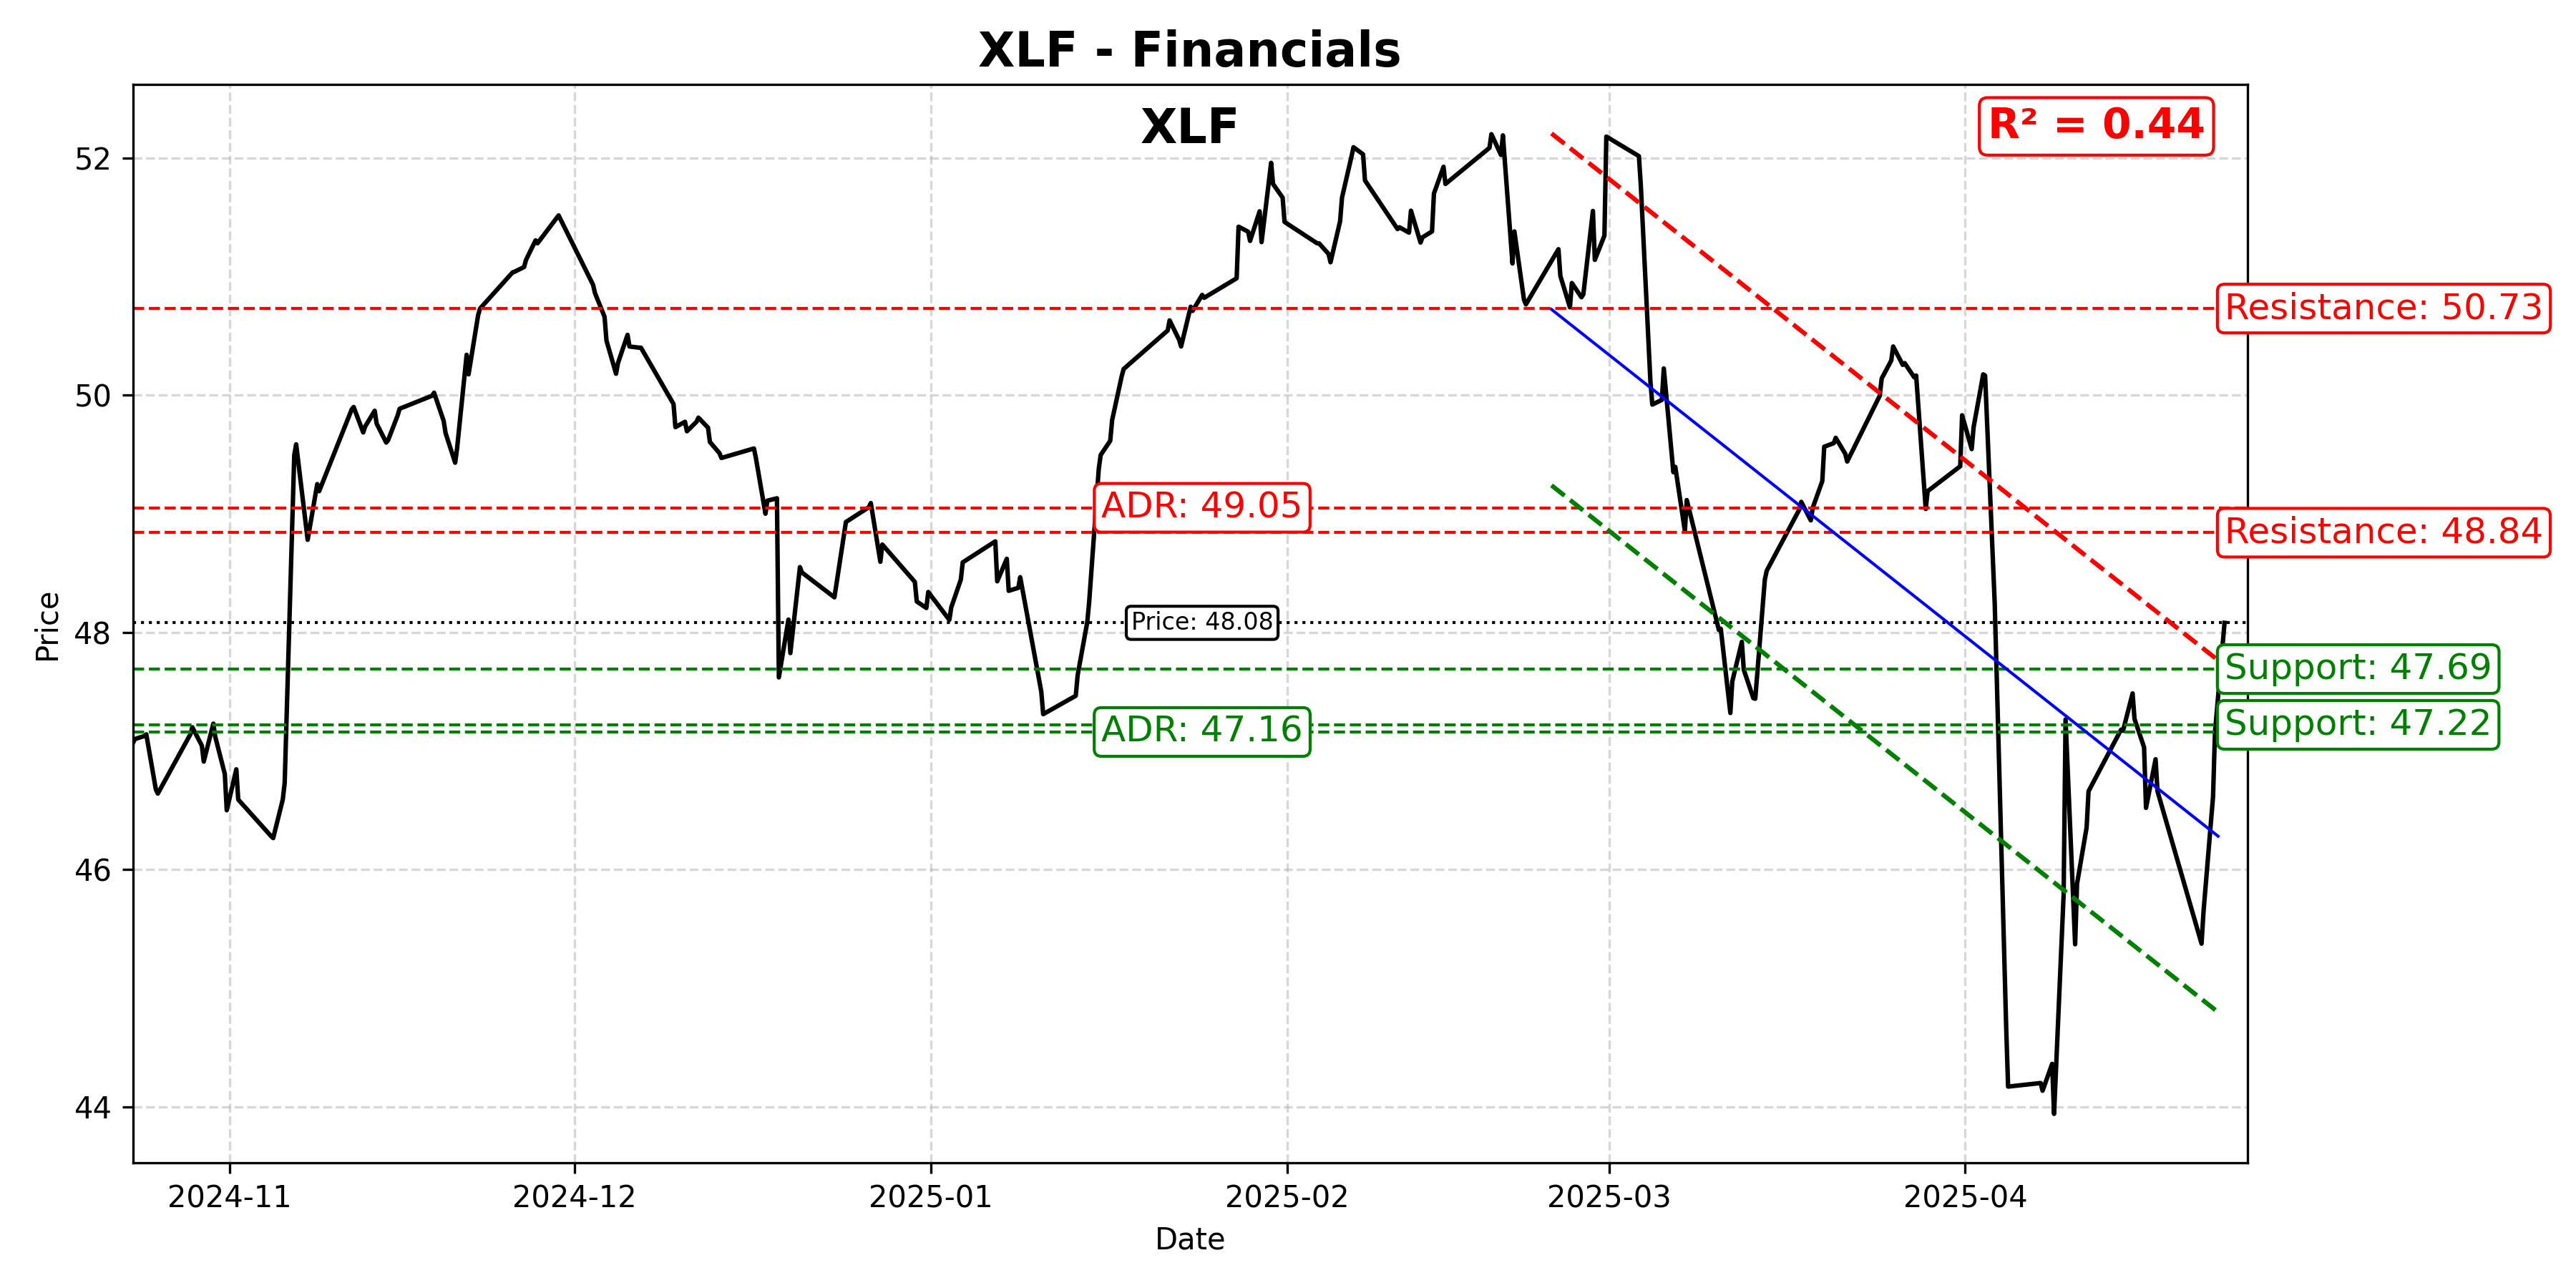 XLF - Financials
XLF
R² = 0.44
52
50
48
46
44
Price
Resistance: 50.73
ADR: 49.05
Resistance: 48.84
Price: 48.08
Support: 47.69
Support: 47.22
ADR: 47.16
2024-11
2024-12
2025-01
2025-02
2025-03
2025-04
Date